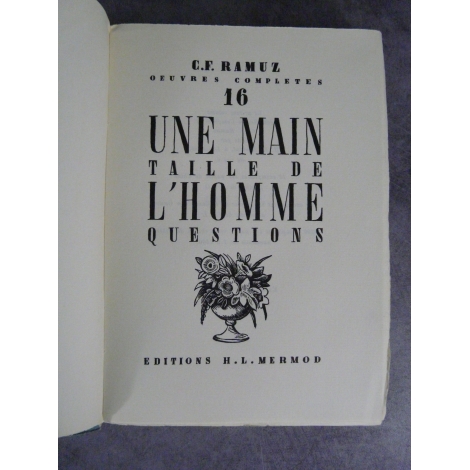 C.F. RAMUZ
OEUVRES COMPLETES
16
UNE MAIN
TAILLE DE
L'HOMME
QUESTIONS
EDITIONS H.L.MERMOD